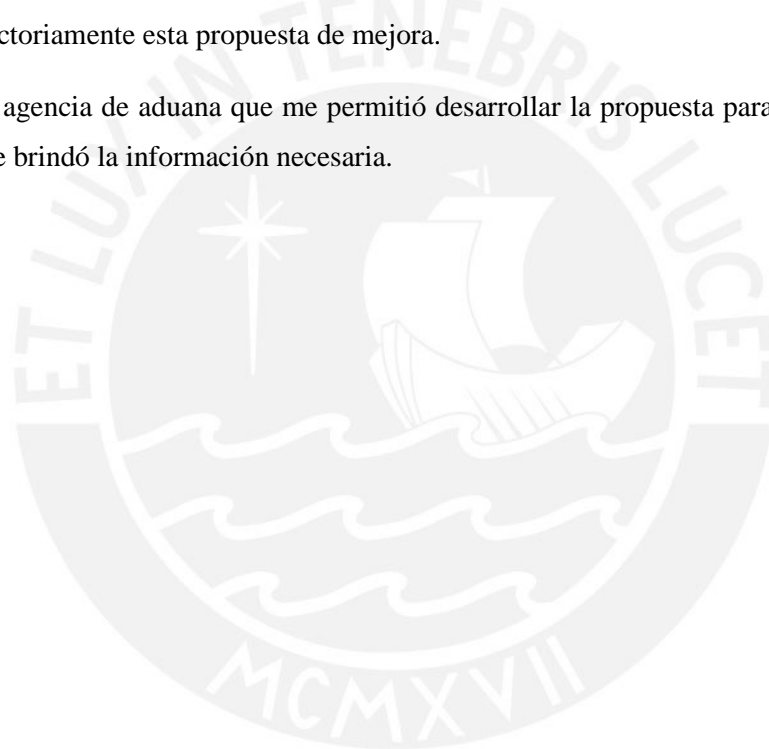 ctoriamente esta propuesta de mejora.
agencia de aduana que me permitió desarrollar la propuesta para
brindó la información necesaria.
ET LUX IN TENEBRIS LUCET
MCMXVII